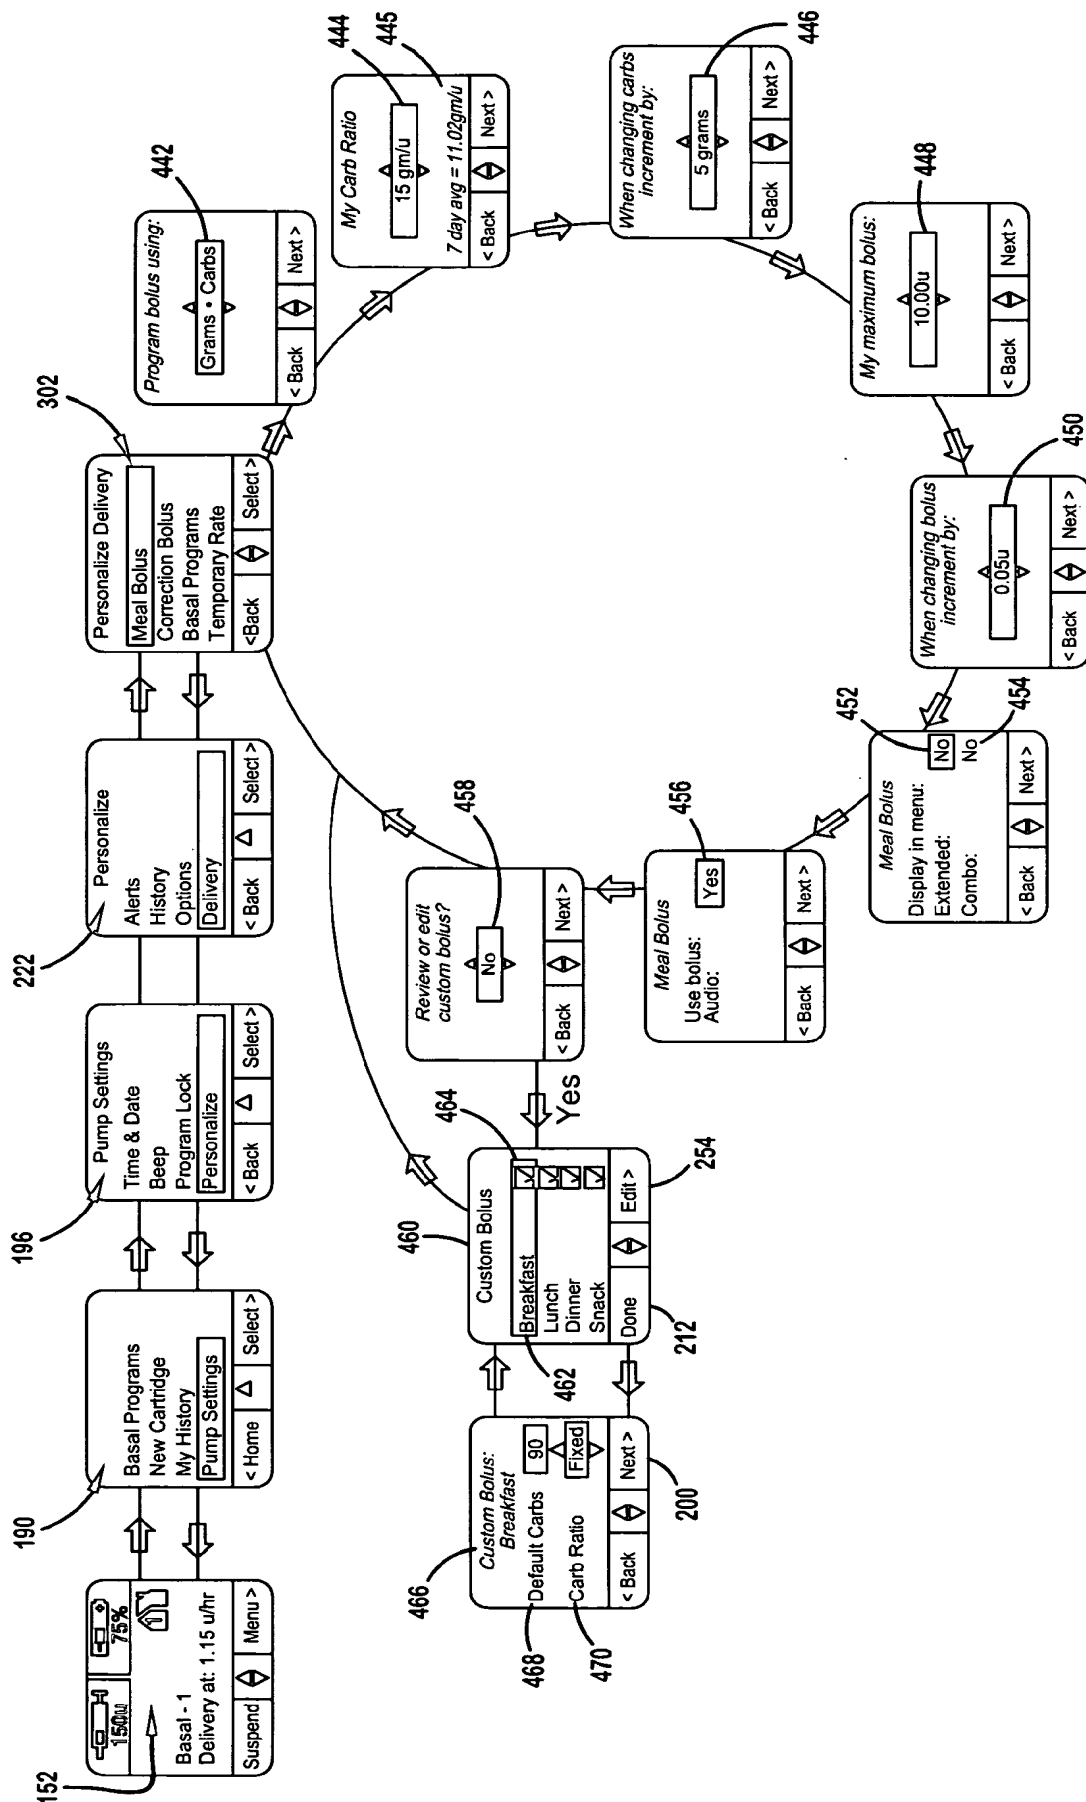 152
150u
75%
Basal - 1
Delivery at: 1.15 u/hr
Suspend
Menu >
190
Basal Programs
New Cartridge
My History
Pump Settings
< Home
Select >
196
Pump Settings
Time & Date
Beep
Program Lock
Personalize
< Back
Select >
222
Personalize
Alerts
History
Options
Delivery
< Back
Select >
302
Personalize Delivery
Meal Bolus
Correction Bolus
Basal Programs
Temporary Rate
<Back
Select >
442
Program bolus using:
Grams • Carbs
< Back
Next >
444
445
My Carb Ratio
15 gm/u
7 day avg = 11.02gm/u
< Back
Next >
446
When changing carbs
increment by:
5 grams
< Back
Next >
448
My maximum bolus:
10.00u
< Back
Next >
450
When changing bolus
increment by:
0.05u
< Back
Next >
452
454
Meal Bolus
Display in menu:
Extended: No
Combo: No
< Back
Next >
456
Meal Bolus
Use bolus:
Audio: Yes
< Back
Next >
458
Review or edit
custom bolus?
No
< Back
Next >
Yes
460
464
462
Custom Bolus
Breakfast
Lunch
Dinner
Snack
Done
Edit >
212
254
466
Custom Bolus:
Breakfast
468
Default Carbs 90
470
Carb Ratio Fixed
< Back
Next >
200